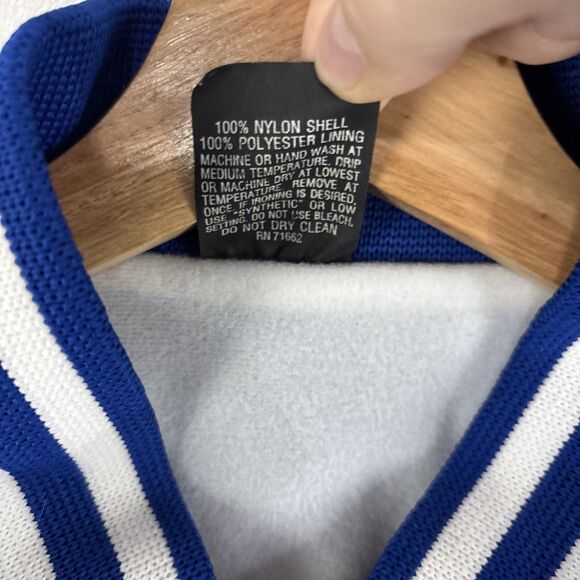 100% NYLON SHELL
100% POLYESTER LINING
MACHINE OR HAND WASH AT
MEDIUM TEMPERATURE. DRIP
OR MACHINE DRY AT LOWEST
TEMPERATURE. REMOVE AT
ONCE. IF IRONING IS DESIRED,
USE "SYNTHETIC" OR LOW
SETTING. DO NOT USE BLEACH.
DO NOT DRY CLEAN
RN 71662